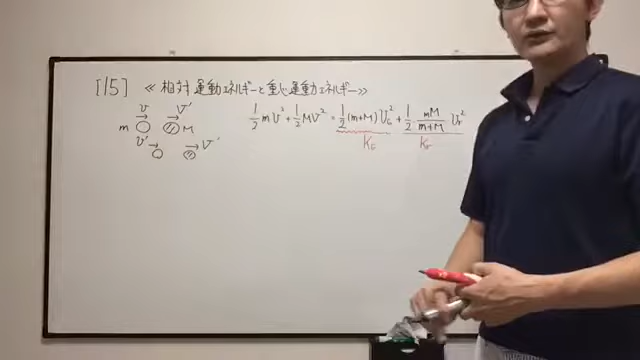 [15] ≪相対運動エネルギーと重心運動エネルギー≫
v V'
m M
v' V'
1/2 mv² + 1/2 MV² = 1/2 (m+M) v_G² + 1/2 mM/(m+M) v_r²
K_G K_r